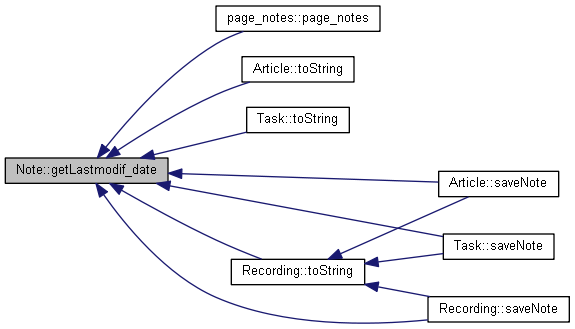 page_notes::page_notes
Article::toString
Task::toString
Note::getLastmodif_date
Article::saveNote
Task::saveNote
Recording::toString
Recording::saveNote